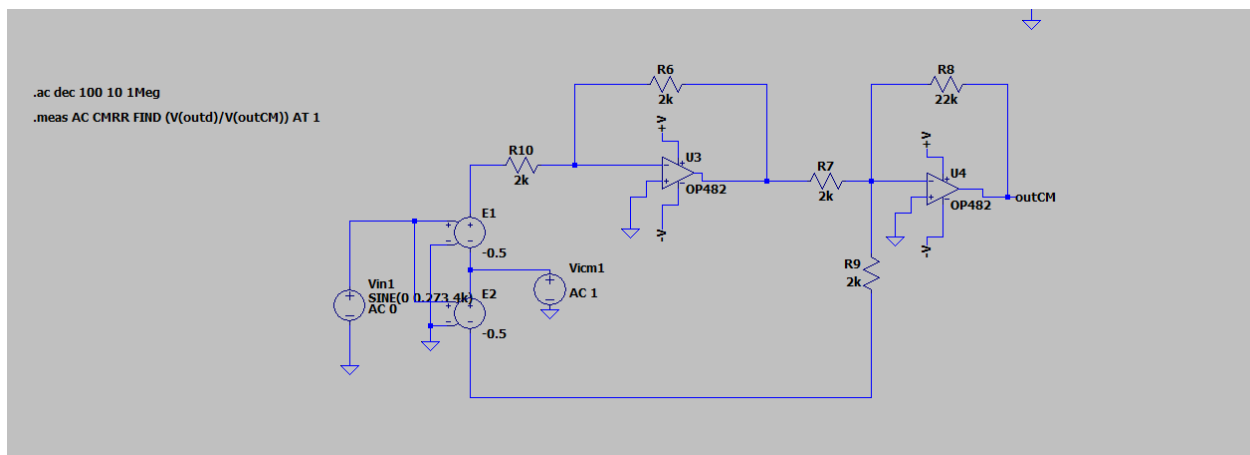 .ac dec 100 10 1Meg
.meas AC CMRR FIND (V(outd)/V(outCM)) AT 1
R6
2k
R8
22k
+V
+V
R10
2k
U3
OP482
R7
2k
U4
OP482
outCM
-V
-V
E1
-0.5
R9
2k
Vicm1
AC 1
Vin1
SINE(0 0.273 4k)
AC 0
E2
-0.5